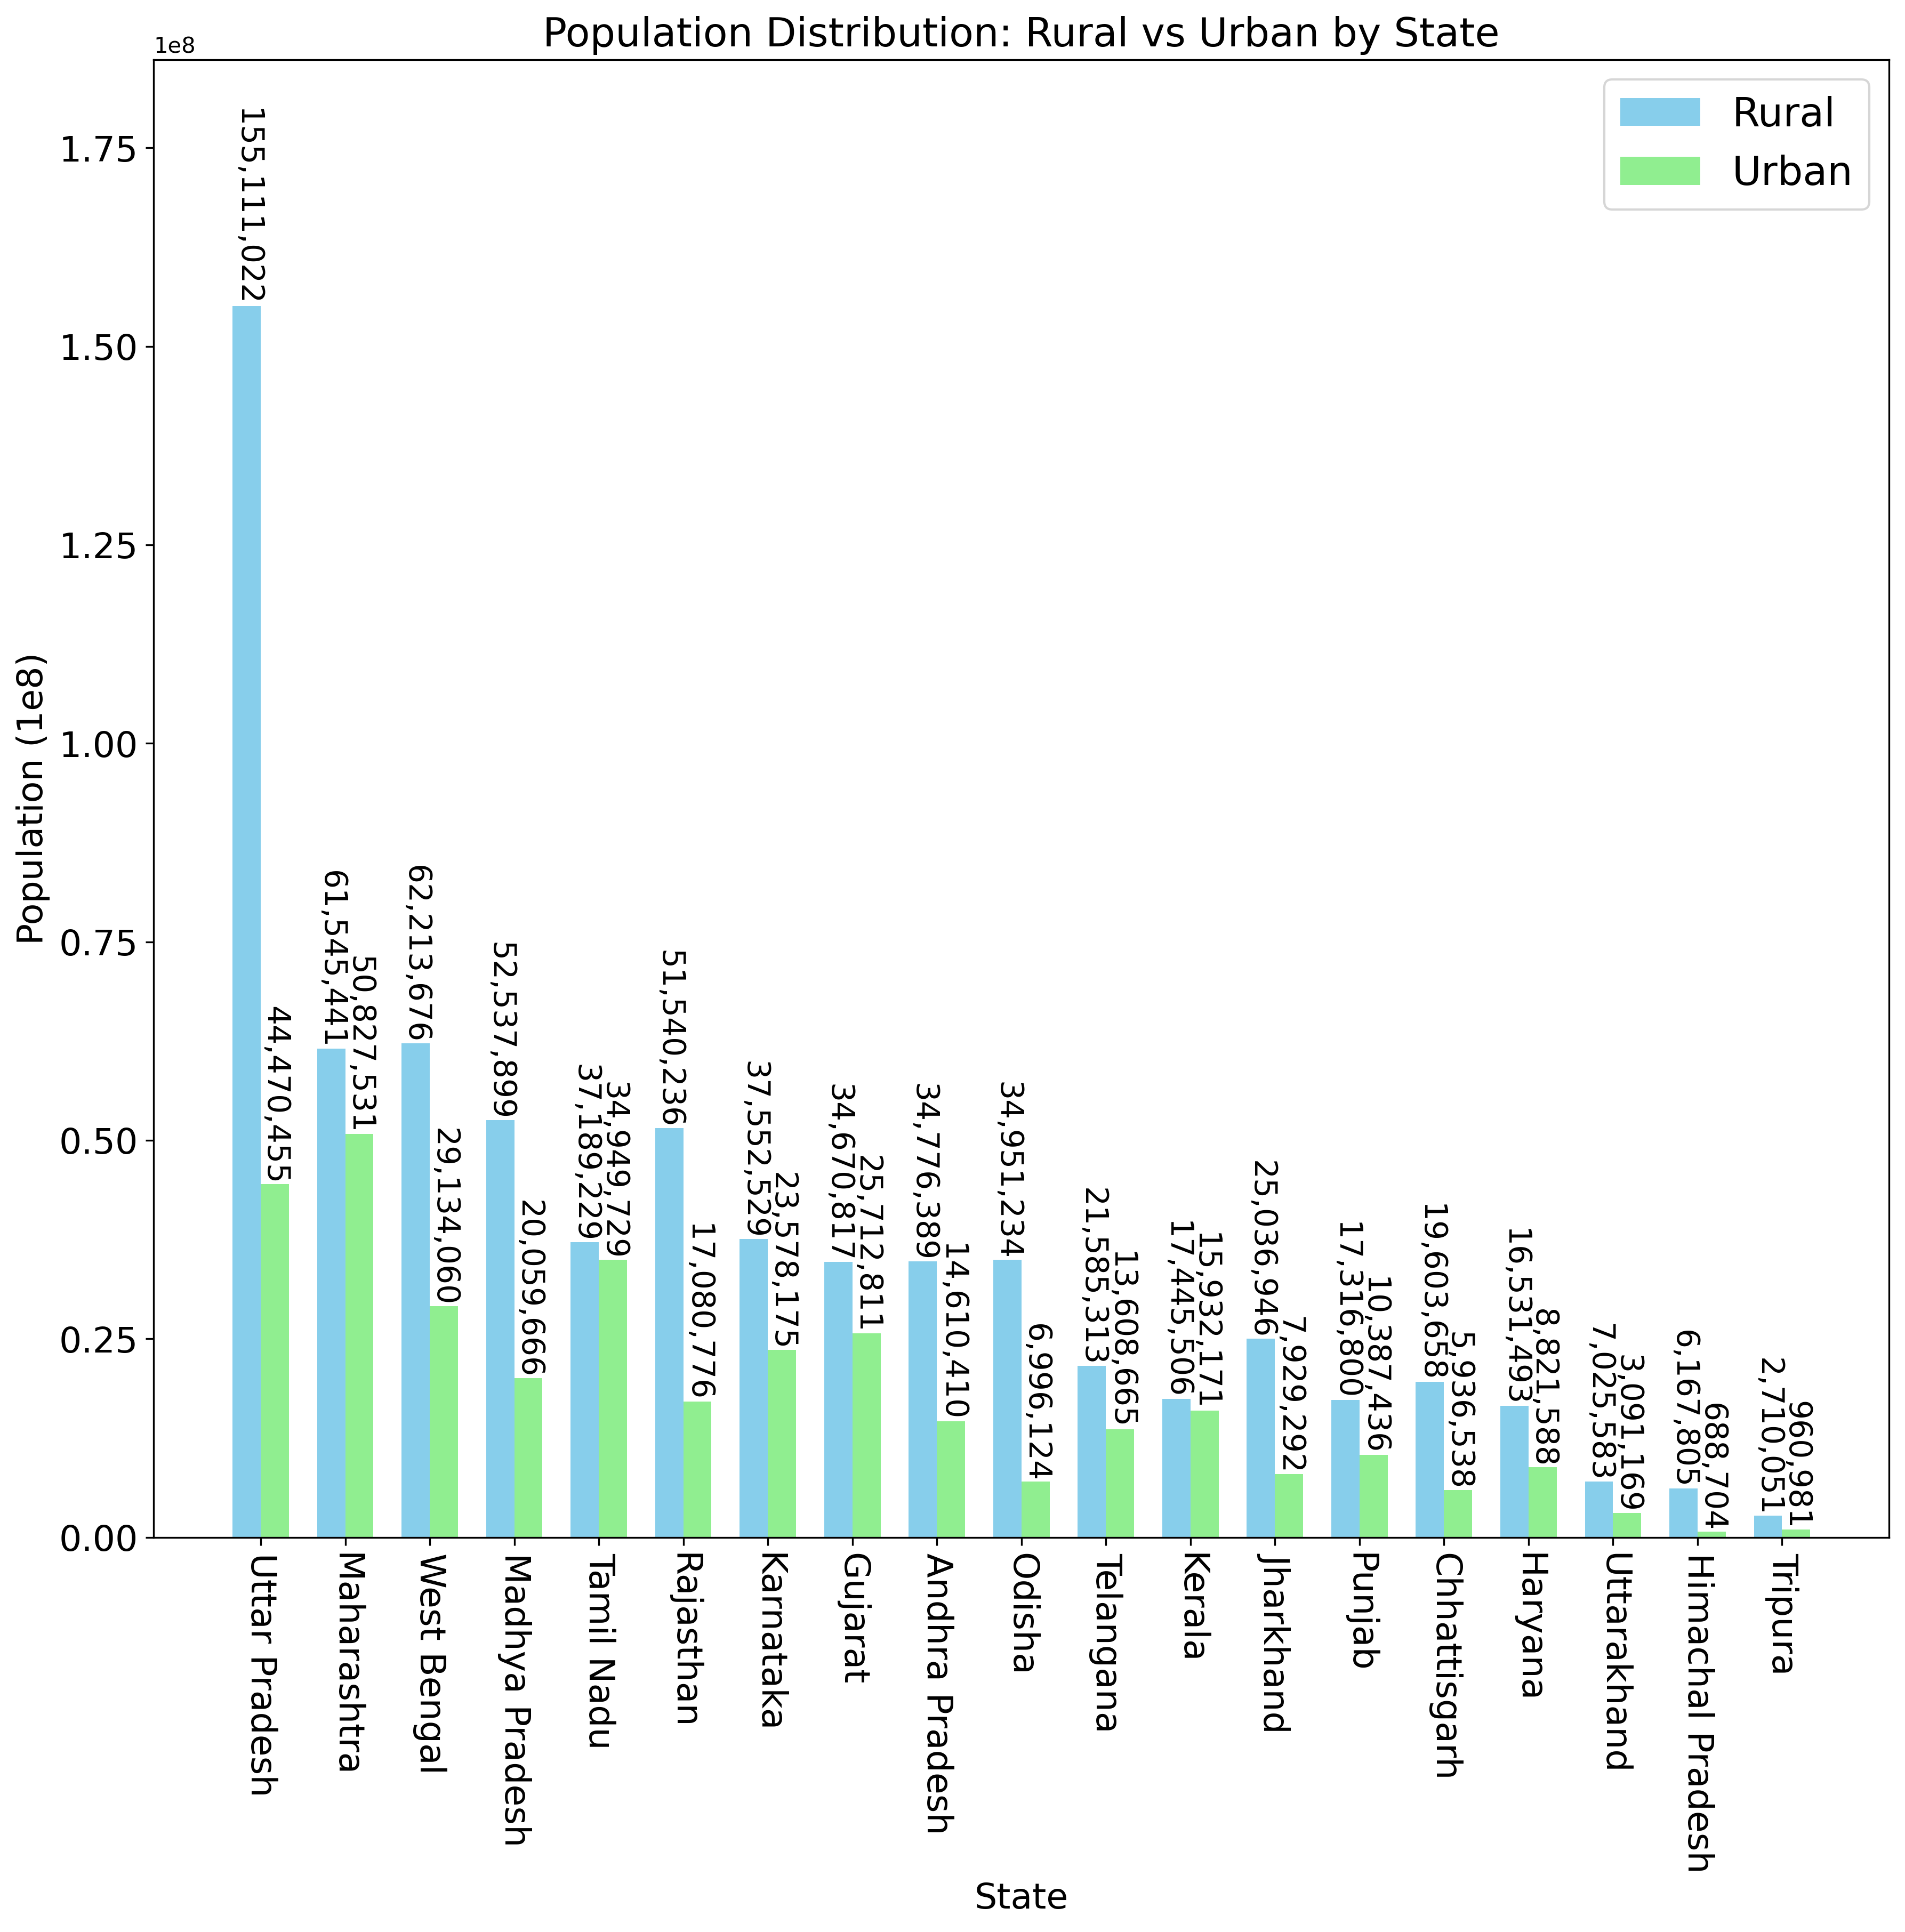 Population Distribution: Rural vs Urban by State
1e8
Rural
Urban
Population (1e8)
1.75
1.50
1.25
1.00
0.75
0.50
0.25
0.00
155,111,022
44,470,455
61,545,441
50,827,531
62,213,676
29,134,060
52,537,899
20,059,666
37,189,229
34,949,729
51,540,236
17,080,776
37,552,529
23,578,175
34,670,817
25,712,811
34,776,389
14,610,410
34,951,234
6,996,124
21,585,313
13,608,665
17,445,506
15,932,171
25,036,946
7,929,292
17,316,800
10,387,436
19,603,658
5,936,538
16,531,493
8,821,588
7,025,583
3,091,169
6,167,805
688,704
2,710,051
960,981
Uttar Pradesh
Maharashtra
West Bengal
Madhya Pradesh
Tamil Nadu
Rajasthan
Karnataka
Gujarat
Andhra Pradesh
Odisha
Telangana
Kerala
Jharkhand
Punjab
Chhattisgarh
Haryana
Uttarakhand
Himachal Pradesh
Tripura
State